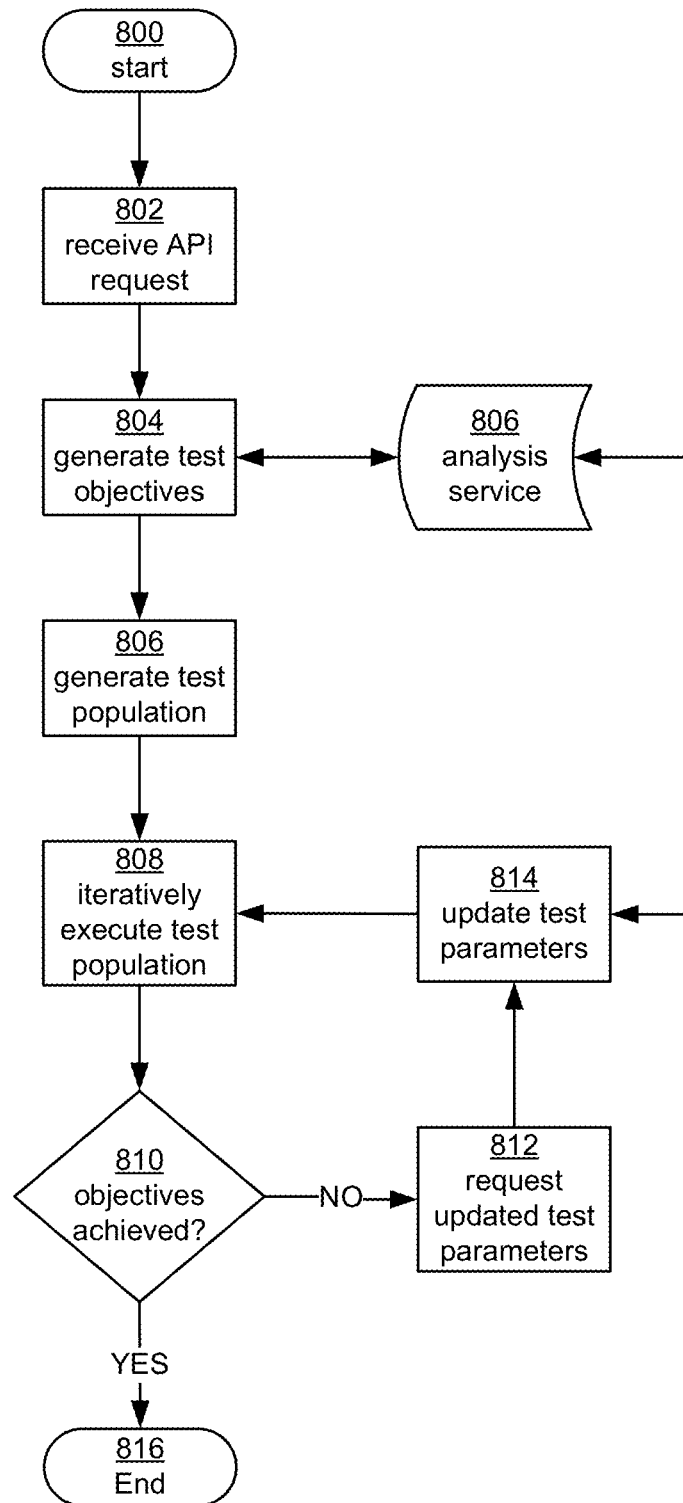 800
start
802
receive API
request
804
generate test
objectives
806
analysis
service
806
generate test
population
808
iteratively
execute test
population
814
update test
parameters
810
objectives
achieved?
NO
812
request
updated test
parameters
YES
816
End